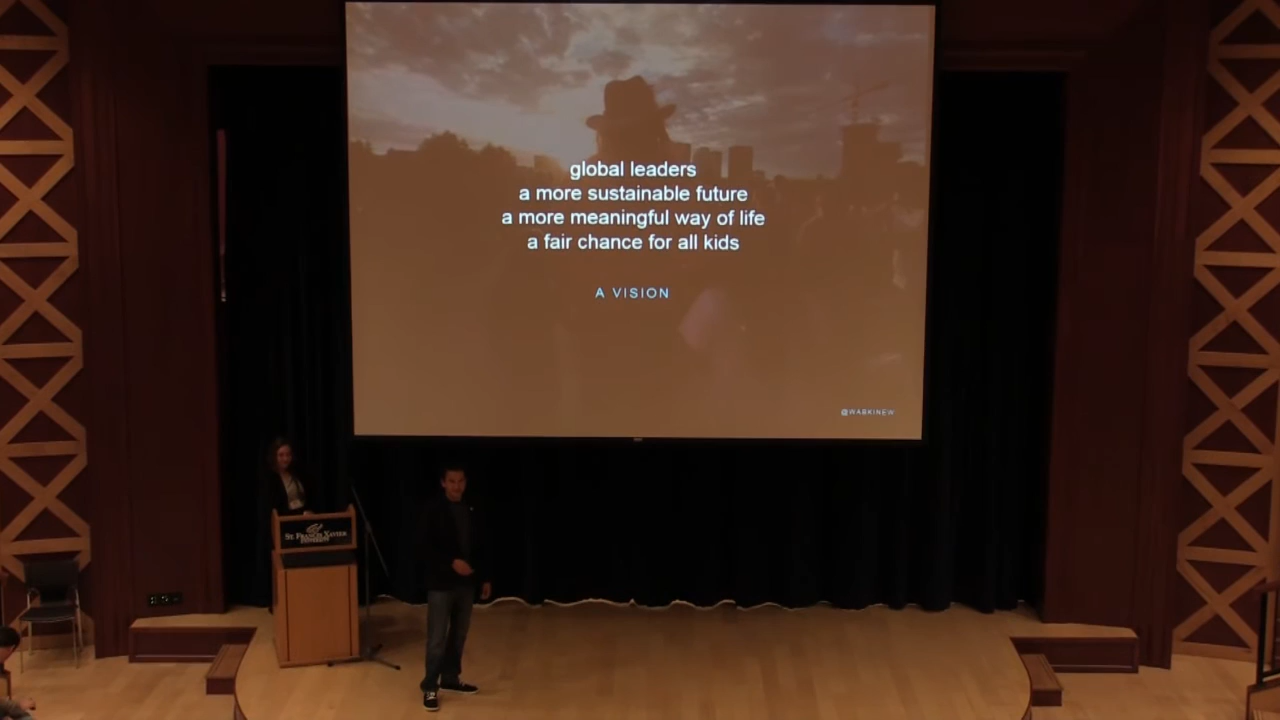 global leaders
a more sustainable future
a more meaningful way of life
a fair chance for all kids
A VISION
@WABKINEW
ST. FRANCIS XAVIER
UNIVERSITY